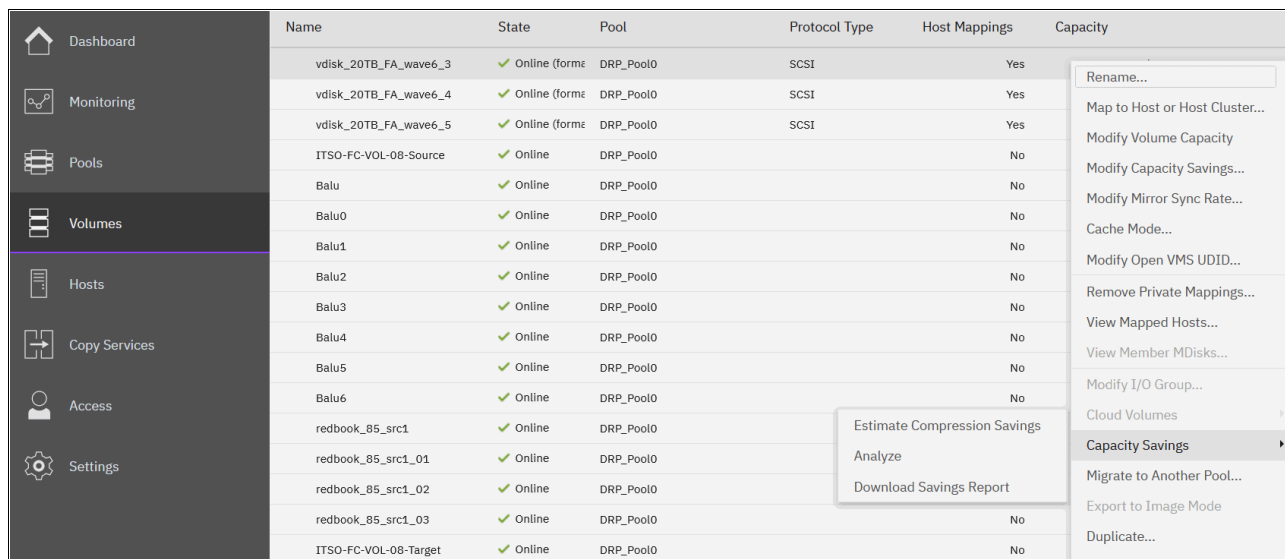 Dashboard
Monitoring
Pools
Volumes
Hosts
Copy Services
Access
Settings
Name State Pool Protocol Type Host Mappings Capacity
vdisk_20TB_FA_wave6_3 Online (forma DRP_Pool0 SCSI Yes
vdisk_20TB_FA_wave6_4 Online (forma DRP_Pool0 SCSI Yes
vdisk_20TB_FA_wave6_5 Online (forma DRP_Pool0 SCSI Yes
ITSO-FC-VOL-08-Source Online DRP_Pool0 No
Balu Online DRP_Pool0 No
Balu0 Online DRP_Pool0 No
Balu1 Online DRP_Pool0 No
Balu2 Online DRP_Pool0 No
Balu3 Online DRP_Pool0 No
Balu4 Online DRP_Pool0 No
Balu5 Online DRP_Pool0 No
Balu6 Online DRP_Pool0 No
redbook_85_src1 Online DRP_Pool0
redbook_85_src1_01 Online DRP_Pool0
redbook_85_src1_02 Online DRP_Pool0
redbook_85_src1_03 Online DRP_Pool0 No
ITSO-FC-VOL-08-Target Online DRP_Pool0 No
Rename...
Map to Host or Host Cluster...
Modify Volume Capacity
Modify Capacity Savings...
Modify Mirror Sync Rate...
Cache Mode...
Modify Open VMS UDID...
Remove Private Mappings...
View Mapped Hosts...
View Member MDisks...
Modify I/O Group...
Cloud Volumes
Capacity Savings
Migrate to Another Pool...
Export to Image Mode
Duplicate...
Estimate Compression Savings
Analyze
Download Savings Report